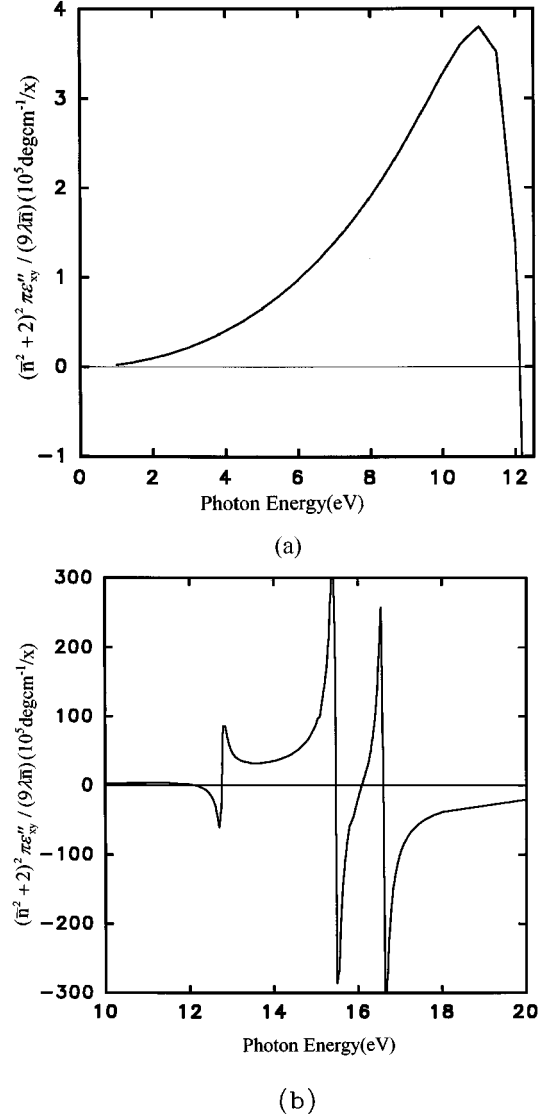 4
3
2
1
0
−1
(n̄² + 2)² πε″xy / (9λn̄) (10⁵degcm⁻¹/x)
0 2 4 6 8 10 12
Photon Energy(eV)
(a)
300
200
100
0
−100
−200
−300
(n̄² + 2)² πε″xy / (9λn̄) (10⁵degcm⁻¹/x)
10 12 14 16 18 20
Photon Energy(eV)
(b)